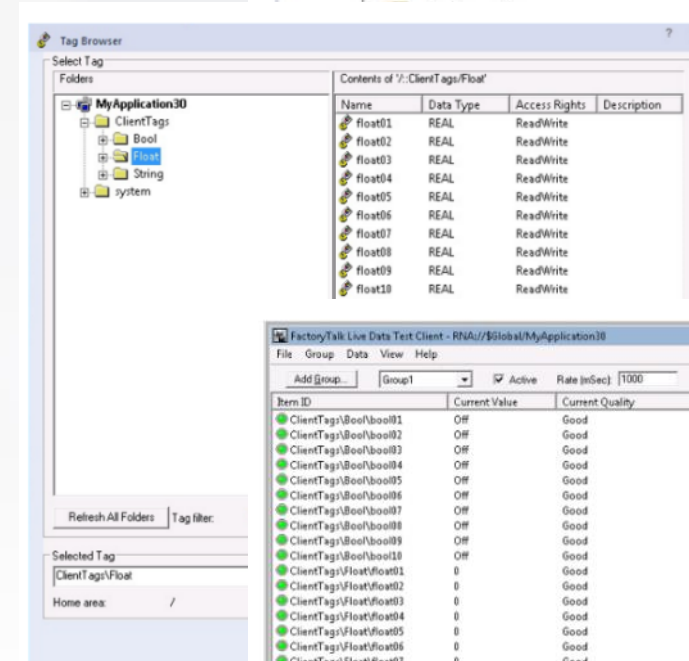 Tag Browser
?
Select Tag
Folders
Contents of '/::ClientTags/Float'
MyApplication30
ClientTags
Bool
Float
String
system
Name Data Type Access Rights Description
float01 REAL ReadWrite
float02 REAL ReadWrite
float03 REAL ReadWrite
float04 REAL ReadWrite
float05 REAL ReadWrite
float06 REAL ReadWrite
float07 REAL ReadWrite
float08 REAL ReadWrite
float09 REAL ReadWrite
float10 REAL ReadWrite
Refresh All Folders Tag filter:
Selected Tag
ClientTags\Float
Home area: /
FactoryTalk Live Data Test Client - RNA://$Global/MyApplication30
File Group Data View Help
Add Group... Group1 Active Rate (mSec): 1000
Item ID Current Value Current Quality
ClientTags\Bool\bool01 Off Good
ClientTags\Bool\bool02 Off Good
ClientTags\Bool\bool03 Off Good
ClientTags\Bool\bool04 Off Good
ClientTags\Bool\bool05 Off Good
ClientTags\Bool\bool06 Off Good
ClientTags\Bool\bool07 Off Good
ClientTags\Bool\bool08 Off Good
ClientTags\Bool\bool09 Off Good
ClientTags\Bool\bool10 Off Good
ClientTags\Float\float01 0 Good
ClientTags\Float\float02 0 Good
ClientTags\Float\float03 0 Good
ClientTags\Float\float04 0 Good
ClientTags\Float\float05 0 Good
ClientTags\Float\float06 0 Good
ClientTags\Float\float07 0 Good